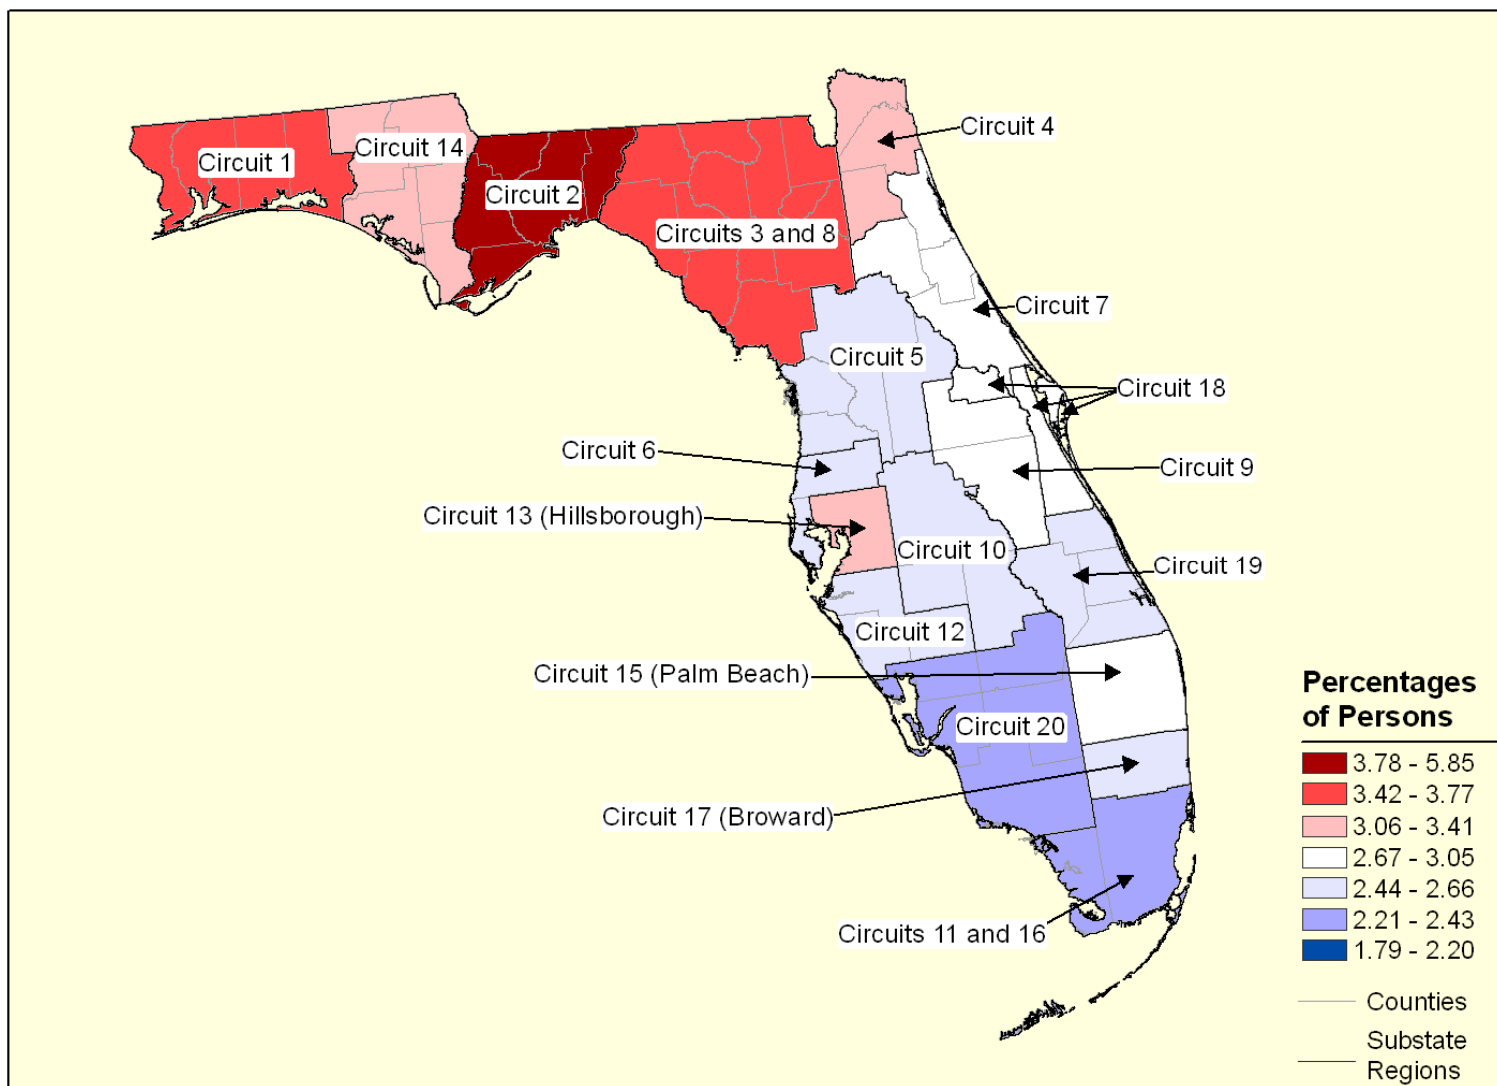 Circuit 4
Circuit 14
Circuit 1
Circuit 2
Circuits 3 and 8
Circuit 7
Circuit 5
Circuit 18
Circuit 6
Circuit 9
Circuit 13 (Hillsborough)
Circuit 10
Circuit 19
Circuit 12
Circuit 15 (Palm Beach)
Circuit 20
Circuit 17 (Broward)
Circuits 11 and 16
Percentages
of Persons
3.78 - 5.85
3.42 - 3.77
3.06 - 3.41
2.67 - 3.05
2.44 - 2.66
2.21 - 2.43
1.79 - 2.20
Counties
Substate
Regions